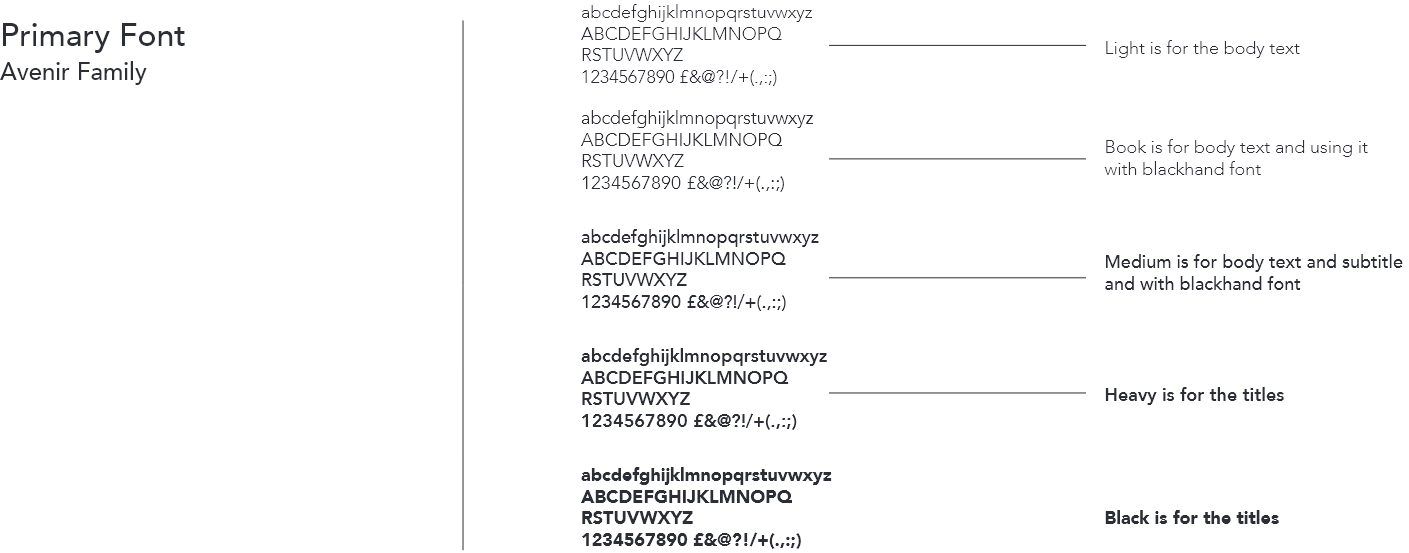 Primary Font
Avenir Family
abcdefghijklmnopqrstuvwxyz
ABCDEFGHIJKLMNOPQ
RSTUVWXYZ
1234567890 £&@?!/+(.,:;)
Light is for the body text
abcdefghijklmnopqrstuvwxyz
ABCDEFGHIJKLMNOPQ
RSTUVWXYZ
1234567890 £&@?!/+(.,:;)
Book is for body text and using it
with blackhand font
abcdefghijklmnopqrstuvwxyz
ABCDEFGHIJKLMNOPQ
RSTUVWXYZ
1234567890 £&@?!/+(.,:;)
Medium is for body text and subtitle
and with blackhand font
abcdefghijklmnopqrstuvwxyz
ABCDEFGHIJKLMNOPQ
RSTUVWXYZ
1234567890 £&@?!/+(.,:;)
Heavy is for the titles
abcdefghijklmnopqrstuvwxyz
ABCDEFGHIJKLMNOPQ
RSTUVWXYZ
1234567890 £&@?!/+(.,:;)
Black is for the titles